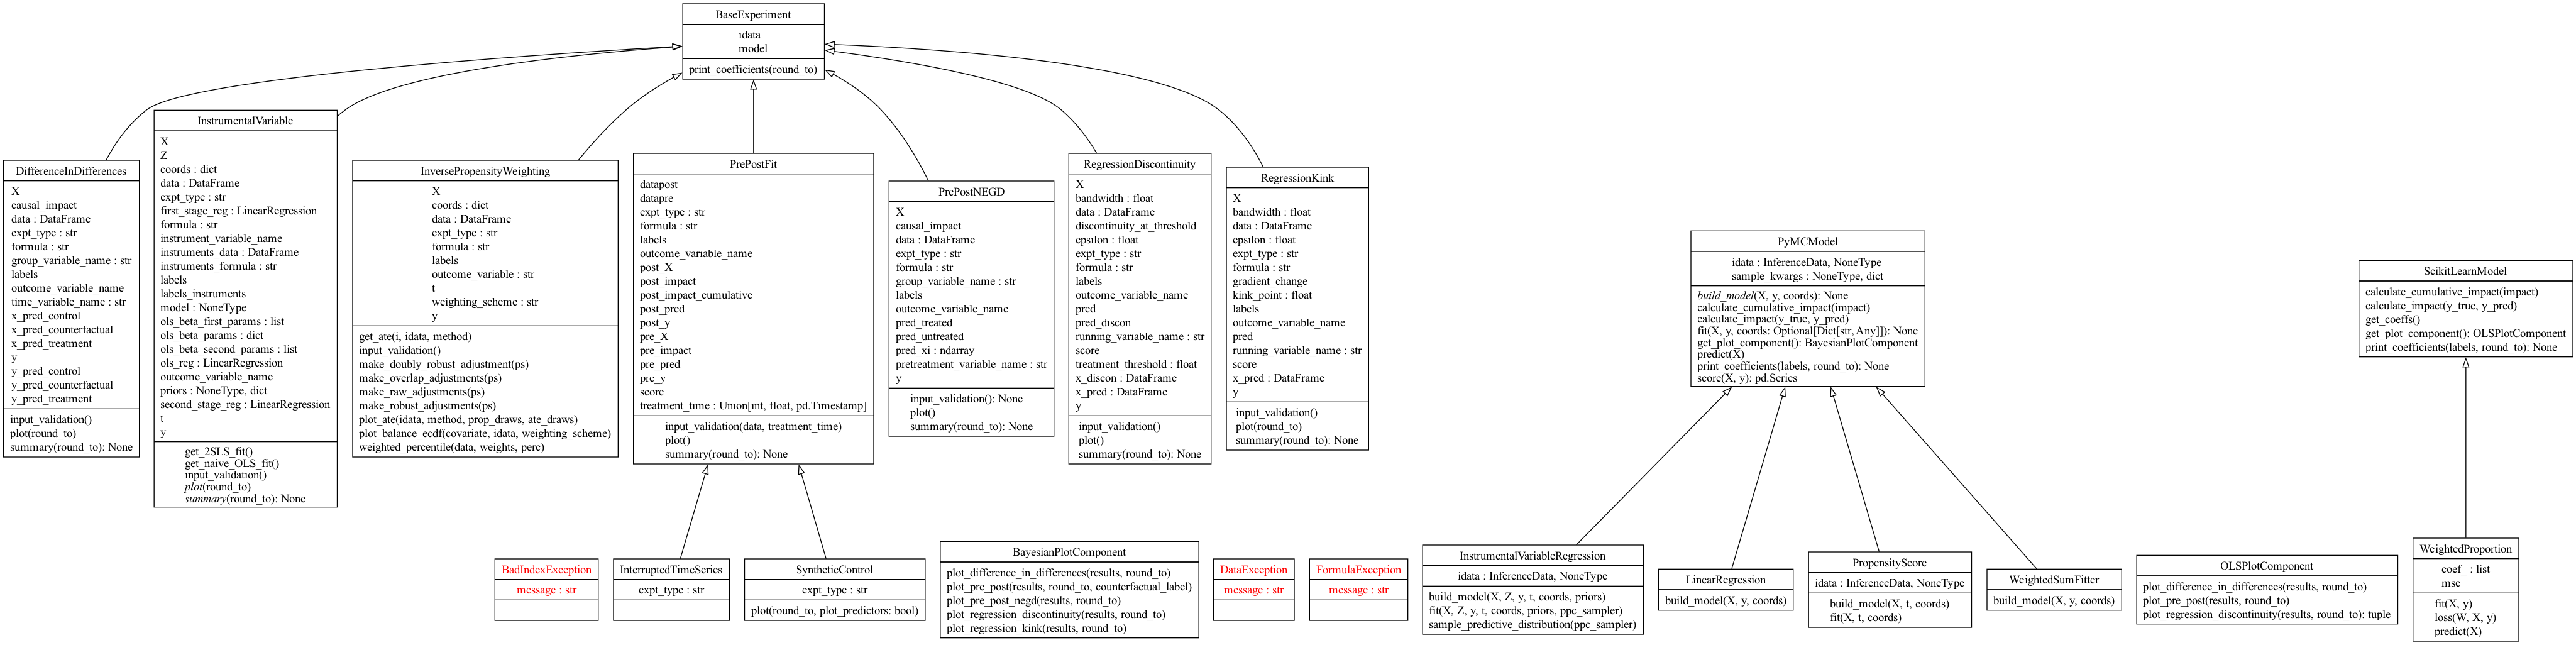 BaseExperiment
idata
model
print_coefficients(round_to)
DifferenceInDifferences
X
causal_impact
data : DataFrame
expt_type : str
formula : str
group_variable_name : str
labels
outcome_variable_name
time_variable_name : str
x_pred_control
x_pred_counterfactual
x_pred_treatment
y
y_pred_control
y_pred_counterfactual
y_pred_treatment
input_validation()
plot(round_to)
summary(round_to): None
InstrumentalVariable
X
Z
coords : dict
data : DataFrame
expt_type : str
first_stage_reg : LinearRegression
formula : str
instrument_variable_name
instruments_data : DataFrame
instruments_formula : str
labels
labels_instruments
model : NoneType
ols_beta_first_params : list
ols_beta_params : dict
ols_beta_second_params : list
ols_reg : LinearRegression
outcome_variable_name
priors : NoneType, dict
second_stage_reg : LinearRegression
t
y
get_2SLS_fit()
get_naive_OLS_fit()
input_validation()
plot(round_to)
summary(round_to): None
InversePropensityWeighting
X
coords : dict
data : DataFrame
expt_type : str
formula : str
labels
outcome_variable : str
t
weighting_scheme : str
y
get_ate(i, idata, method)
input_validation()
make_doubly_robust_adjustment(ps)
make_overlap_adjustments(ps)
make_raw_adjustments(ps)
make_robust_adjustments(ps)
plot_ate(idata, method, prop_draws, ate_draws)
plot_balance_ecdf(covariate, idata, weighting_scheme)
weighted_percentile(data, weights, perc)
PrePostFit
datapost
datapre
expt_type : str
formula : str
labels
outcome_variable_name
post_X
post_impact
post_impact_cumulative
post_pred
post_y
pre_X
pre_impact
pre_pred
pre_y
score
treatment_time : Union[int, float, pd.Timestamp]
input_validation(data, treatment_time)
plot()
summary(round_to): None
PrePostNEGD
X
causal_impact
data : DataFrame
expt_type : str
formula : str
group_variable_name : str
labels
outcome_variable_name
pred_treated
pred_untreated
pred_xi : ndarray
pretreatment_variable_name : str
y
input_validation(): None
plot()
summary(round_to): None
RegressionDiscontinuity
X
bandwidth : float
data : DataFrame
discontinuity_at_threshold
epsilon : float
expt_type : str
formula : str
labels
outcome_variable_name
pred
pred_discon
running_variable_name : str
score
treatment_threshold : float
x_discon : DataFrame
x_pred : DataFrame
y
input_validation()
plot()
summary(round_to): None
RegressionKink
X
bandwidth : float
data : DataFrame
epsilon : float
expt_type : str
formula : str
gradient_change
kink_point : float
labels
outcome_variable_name
pred
running_variable_name : str
score
x_pred : DataFrame
y
input_validation()
plot(round_to)
summary(round_to): None
PyMCModel
idata : InferenceData, NoneType
sample_kwargs : NoneType, dict
build_model(X, y, coords): None
calculate_cumulative_impact(impact)
calculate_impact(y_true, y_pred)
fit(X, y, coords: Optional[Dict[str, Any]]): None
get_plot_component(): BayesianPlotComponent
predict(X)
print_coefficients(labels, round_to): None
score(X, y): pd.Series
ScikitLearnModel
calculate_cumulative_impact(impact)
calculate_impact(y_true, y_pred)
get_coeffs()
get_plot_component(): OLSPlotComponent
print_coefficients(labels, round_to): None
BadIndexException
message : str
InterruptedTimeSeries
expt_type : str
SyntheticControl
expt_type : str
plot(round_to, plot_predictors: bool)
BayesianPlotComponent
plot_difference_in_differences(results, round_to)
plot_pre_post(results, round_to, counterfactual_label)
plot_pre_post_negd(results, round_to)
plot_regression_discontinuity(results, round_to)
plot_regression_kink(results, round_to)
DataException
message : str
FormulaException
message : str
InstrumentalVariableRegression
idata : InferenceData, NoneType
build_model(X, Z, y, t, coords, priors)
fit(X, Z, y, t, coords, priors, ppc_sampler)
sample_predictive_distribution(ppc_sampler)
LinearRegression
build_model(X, y, coords)
PropensityScore
idata : InferenceData, NoneType
build_model(X, t, coords)
fit(X, t, coords)
WeightedSumFitter
build_model(X, y, coords)
OLSPlotComponent
plot_difference_in_differences(results, round_to)
plot_pre_post(results, round_to)
plot_regression_discontinuity(results, round_to): tuple
WeightedProportion
coef_ : list
mse
fit(X, y)
loss(W, X, y)
predict(X)